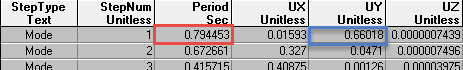 StepType StepNum Period UX UY UZ
Text Unitless Sec Unitless Unitless Unitless
Mode 1 0.794453 0.01593 0.66018 0.0000007439
Mode 2 0.672661 0.327 0.0471 0.000007496
Mode 3 0.415715 0.40875 0.00126 0.00003995